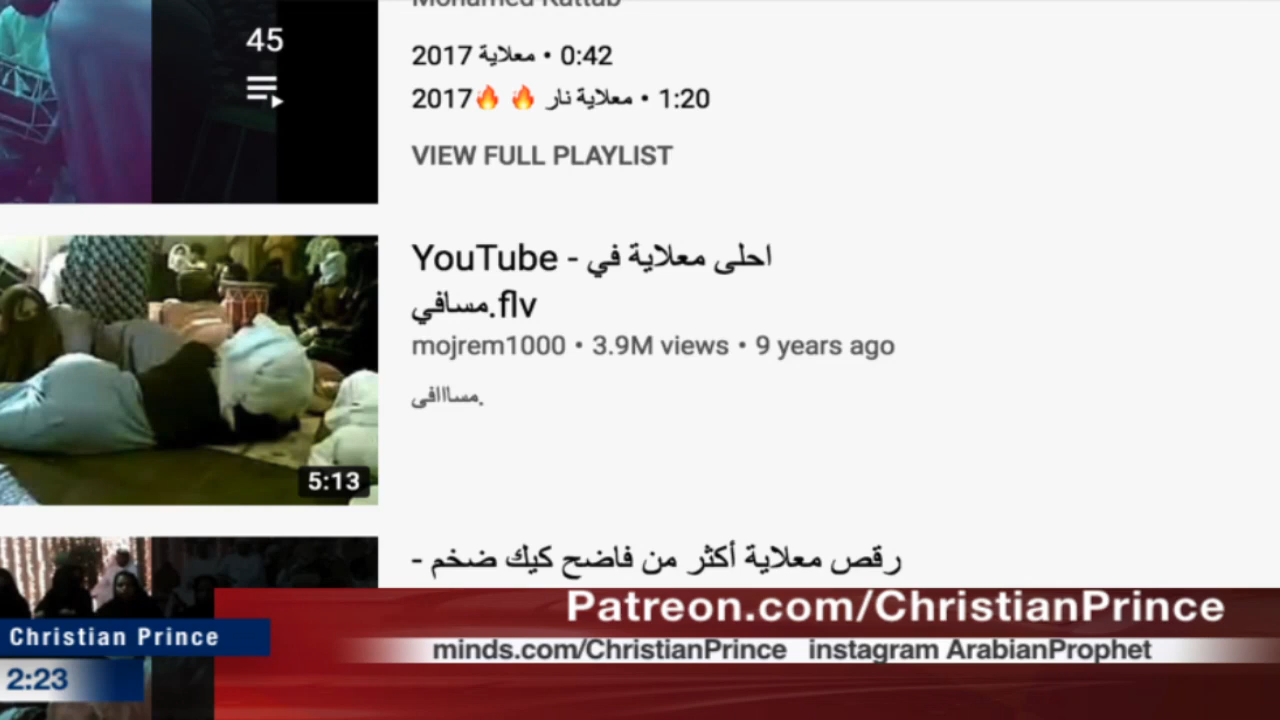 45
2017 معلاية • 0:42
2017🔥 🔥 معلاية نار • 1:20
VIEW FULL PLAYLIST
YouTube - احلى معلاية في
مسافي.flv
mojrem1000 • 3.9M views • 9 years ago
مسااافى.
5:13
رقص معلاية أكثر من فاضح كيك ضخم -
Patreon.com/ChristianPrince
Christian Prince
minds.com/ChristianPrince instagram ArabianProphet
2:23